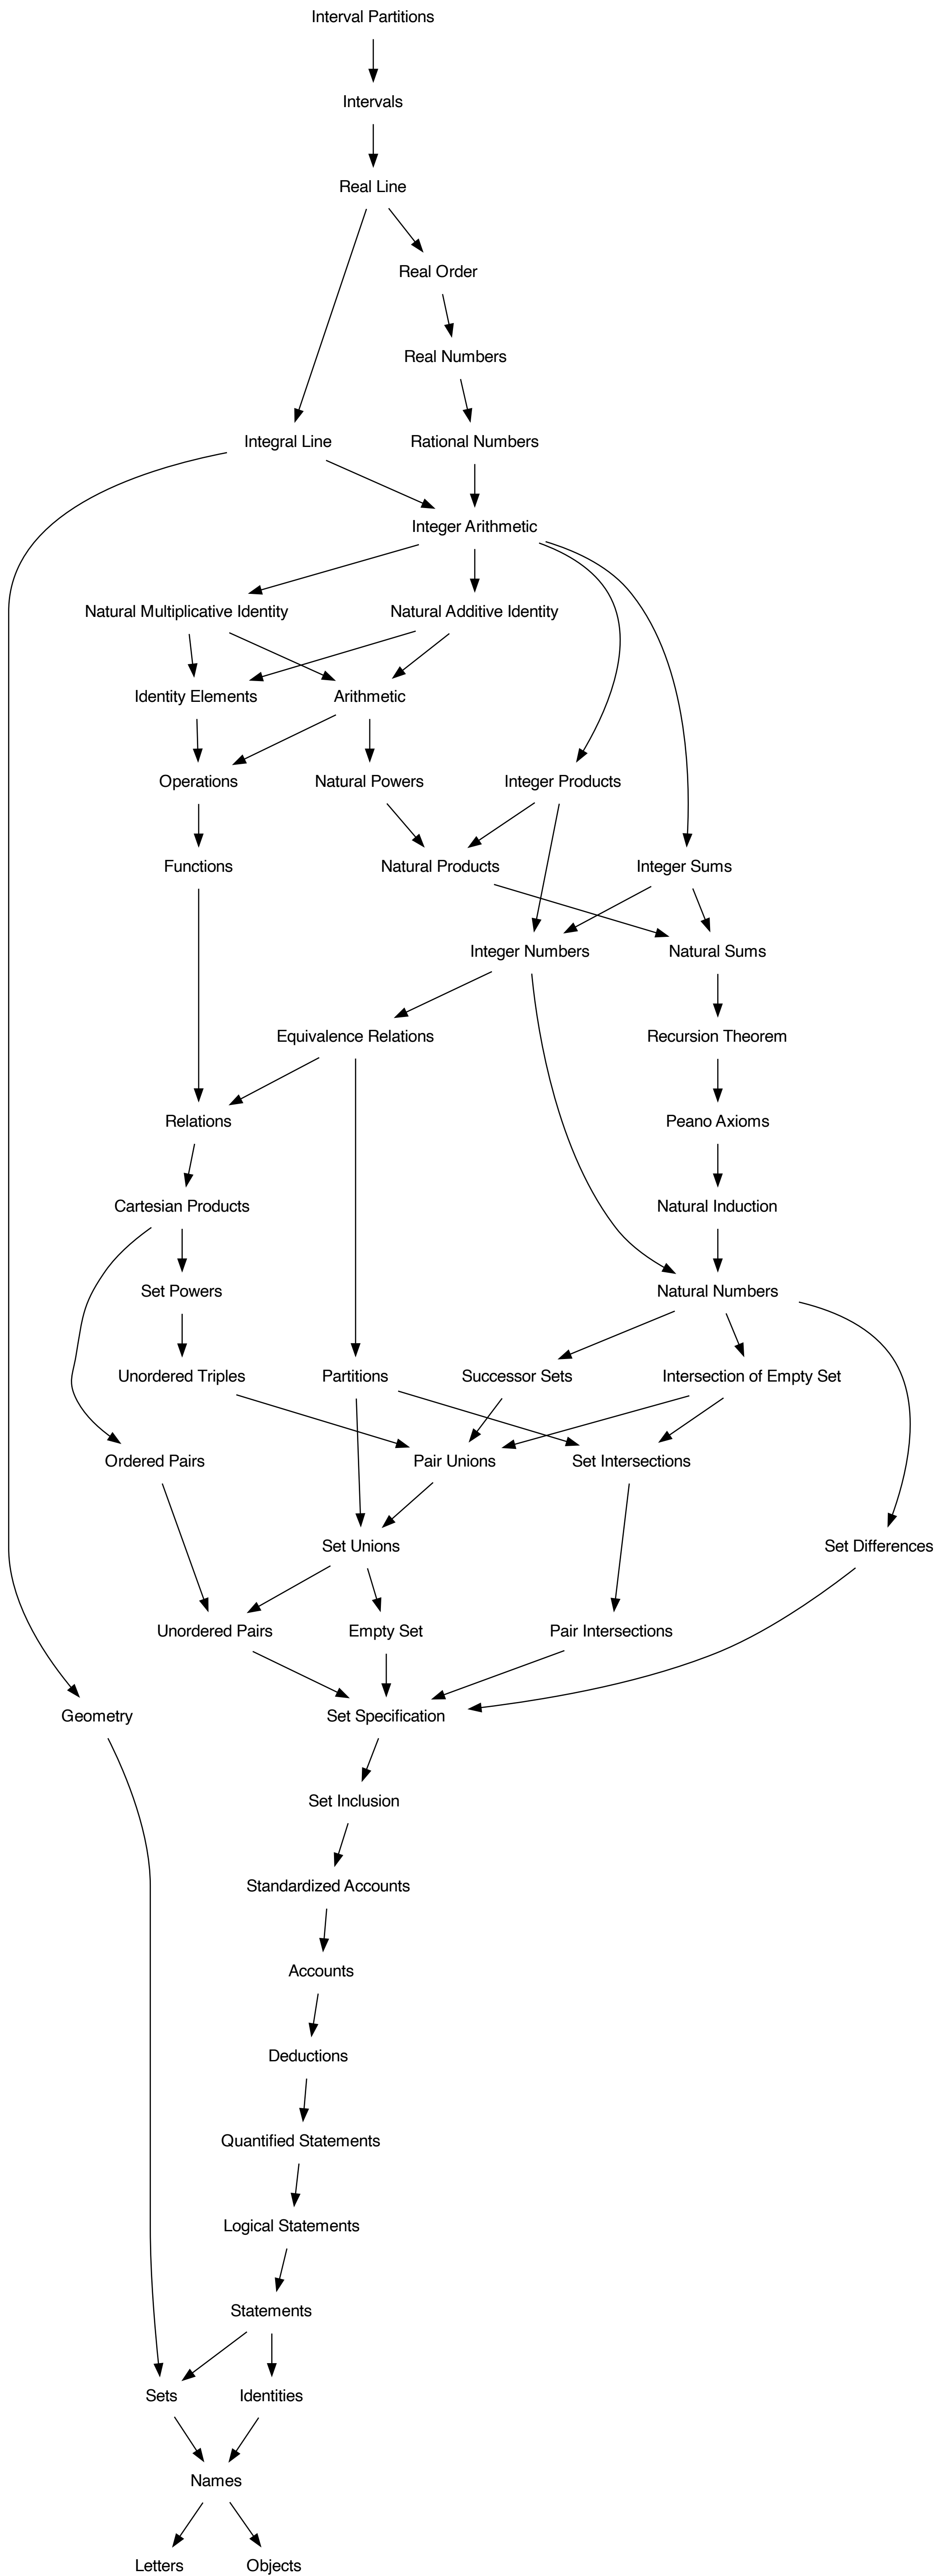 Interval Partitions
Intervals
Real Line
Real Order
Real Numbers
Integral Line
Rational Numbers
Integer Arithmetic
Natural Multiplicative Identity
Natural Additive Identity
Identity Elements
Arithmetic
Operations
Natural Powers
Integer Products
Functions
Natural Products
Integer Sums
Integer Numbers
Natural Sums
Equivalence Relations
Recursion Theorem
Relations
Peano Axioms
Cartesian Products
Natural Induction
Set Powers
Natural Numbers
Unordered Triples
Partitions
Successor Sets
Intersection of Empty Set
Ordered Pairs
Pair Unions
Set Intersections
Set Unions
Set Differences
Unordered Pairs
Empty Set
Pair Intersections
Geometry
Set Specification
Set Inclusion
Standardized Accounts
Accounts
Deductions
Quantified Statements
Logical Statements
Statements
Sets
Identities
Names
Letters
Objects